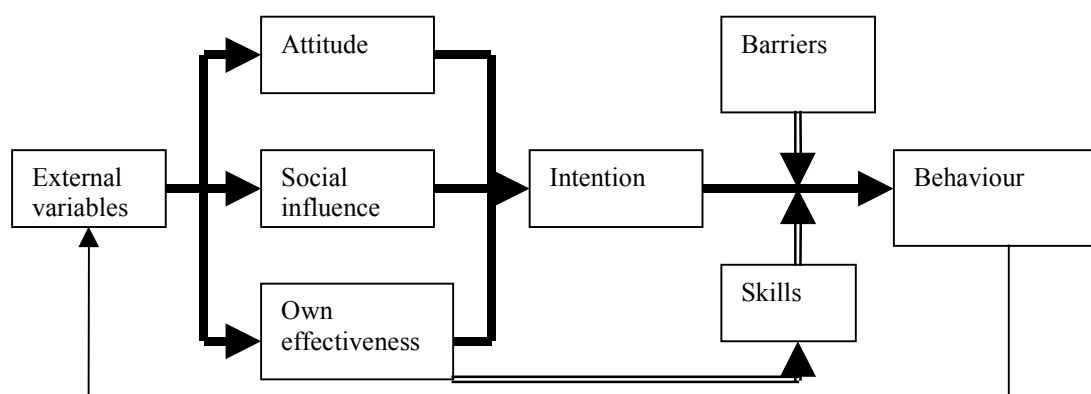 Attitude
Barriers
External
variables
Social
influence
Intention
Behaviour
Own
effectiveness
Skills